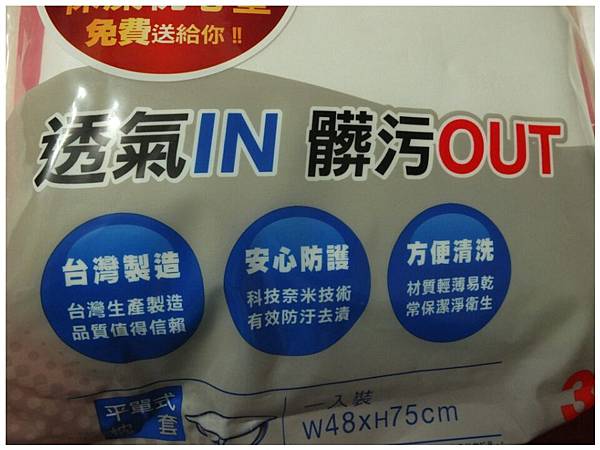 免費送給你!!
透氣IN 髒污OUT
台灣製造
台灣生產製造
品質值得信賴
安心防護
科技奈米技術
有效防汙去漬
方便清洗
材質輕薄易乾
常保潔淨衛生
平單式
枕套
一入裝
W48xH75cm
3